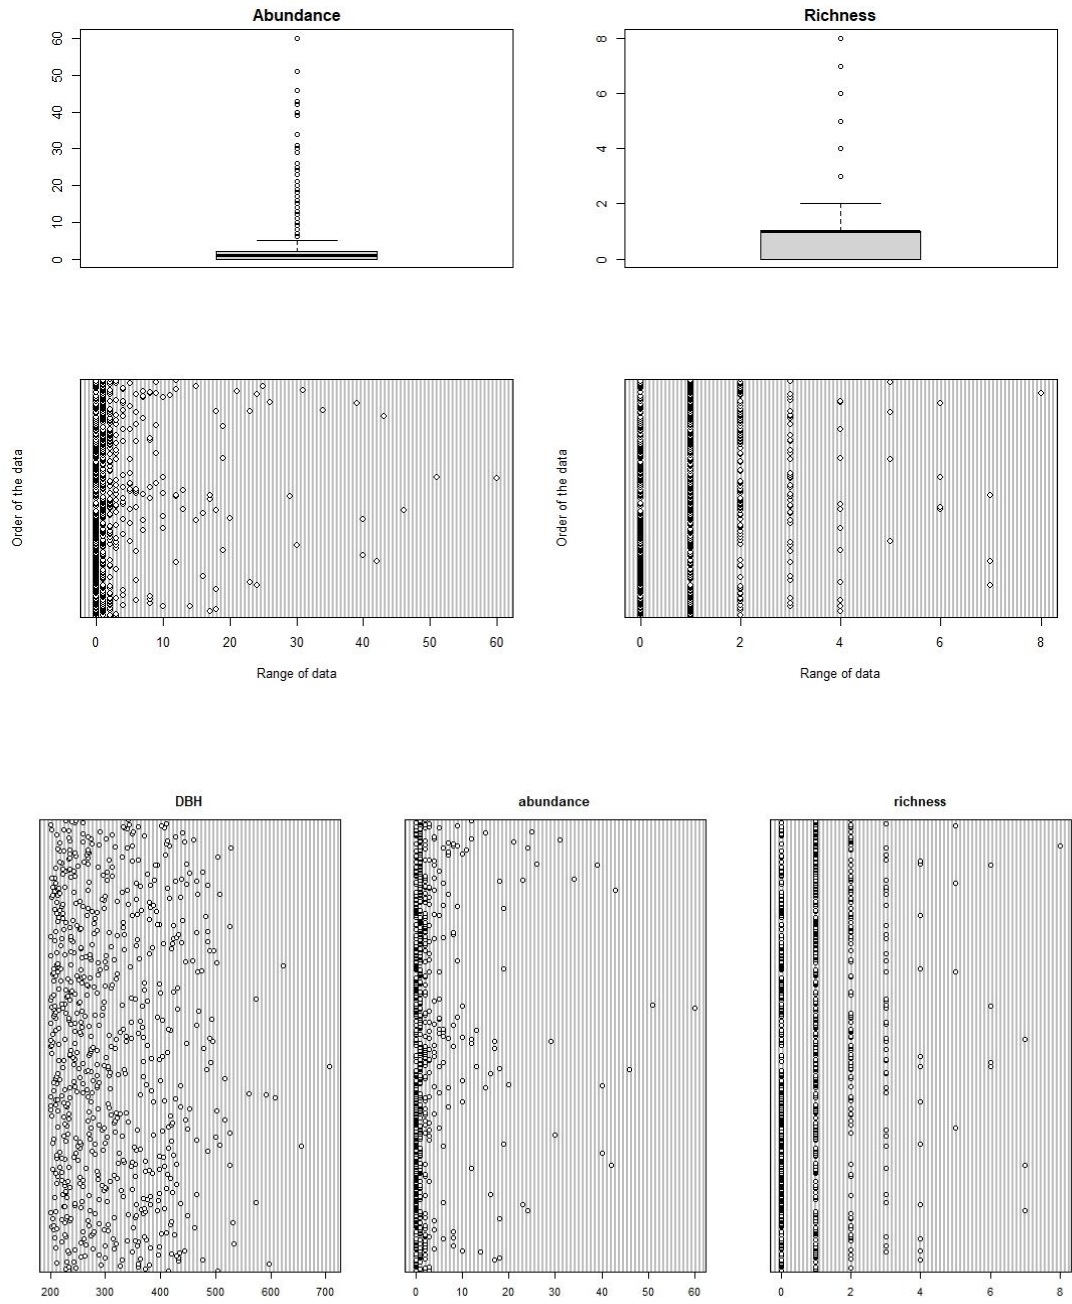 Abundance
0 10 20 30 40 50 60
Richness
0 2 4 6 8
Order of the data
0 10 20 30 40 50 60
Range of data
Order of the data
0 2 4 6 8
Range of data
DBH
200 300 400 500 600 700
abundance
0 10 20 30 40 50 60
richness
0 2 4 6 8